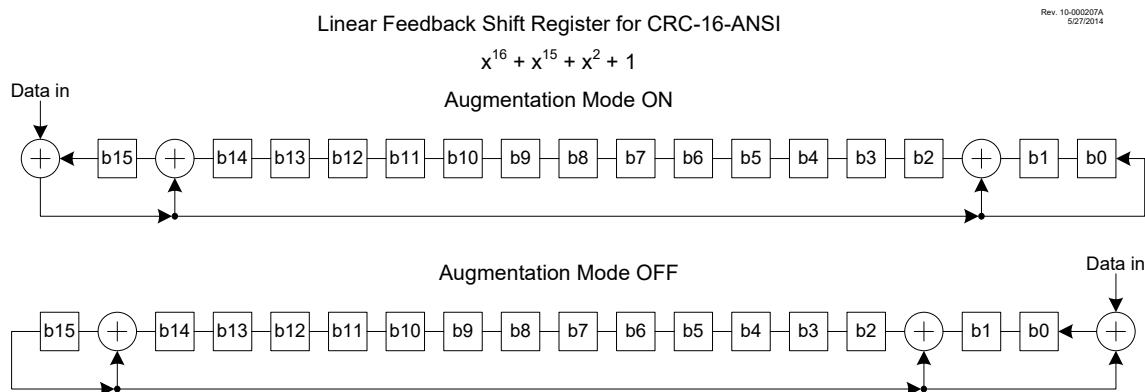 Linear Feedback Shift Register for CRC-16-ANSI
Rev. 10-000207A
5/27/2014
x¹⁶ + x¹⁵ + x² + 1
Augmentation Mode ON
Data in
b15 b14 b13 b12 b11 b10 b9 b8 b7 b6 b5 b4 b3 b2 b1 b0
Augmentation Mode OFF
Data in
b15 b14 b13 b12 b11 b10 b9 b8 b7 b6 b5 b4 b3 b2 b1 b0